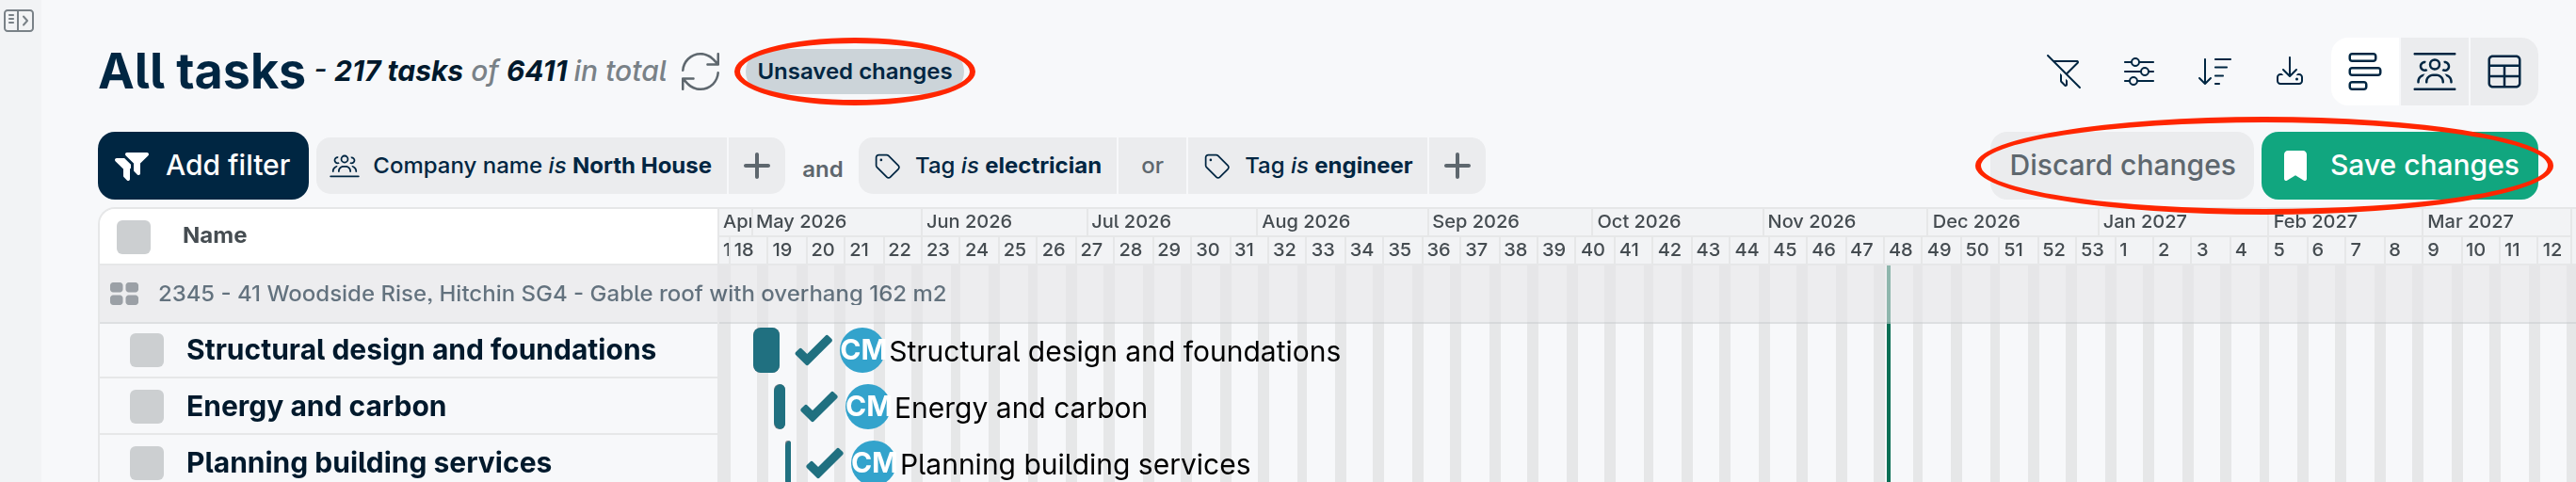 All tasks - 217 tasks of 6411 in total Unsaved changes
Add filter Company name is North House + and Tag is electrician or Tag is engineer + Discard changes Save changes
Name Apr May 2026 Jun 2026 Jul 2026 Aug 2026 Sep 2026 Oct 2026 Nov 2026 Dec 2026 Jan 2027 Feb 2027 Mar 2027
1 18 19 20 21 22 23 24 25 26 27 28 29 30 31 32 33 34 35 36 37 38 39 40 41 42 43 44 45 46 47 48 49 50 51 52 53 1 2 3 4 5 6 7 8 9 10 11 12
2345 - 41 Woodside Rise, Hitchin SG4 - Gable roof with overhang 162 m2
Structural design and foundations CM Structural design and foundations
Energy and carbon CM Energy and carbon
Planning building services CM Planning building services